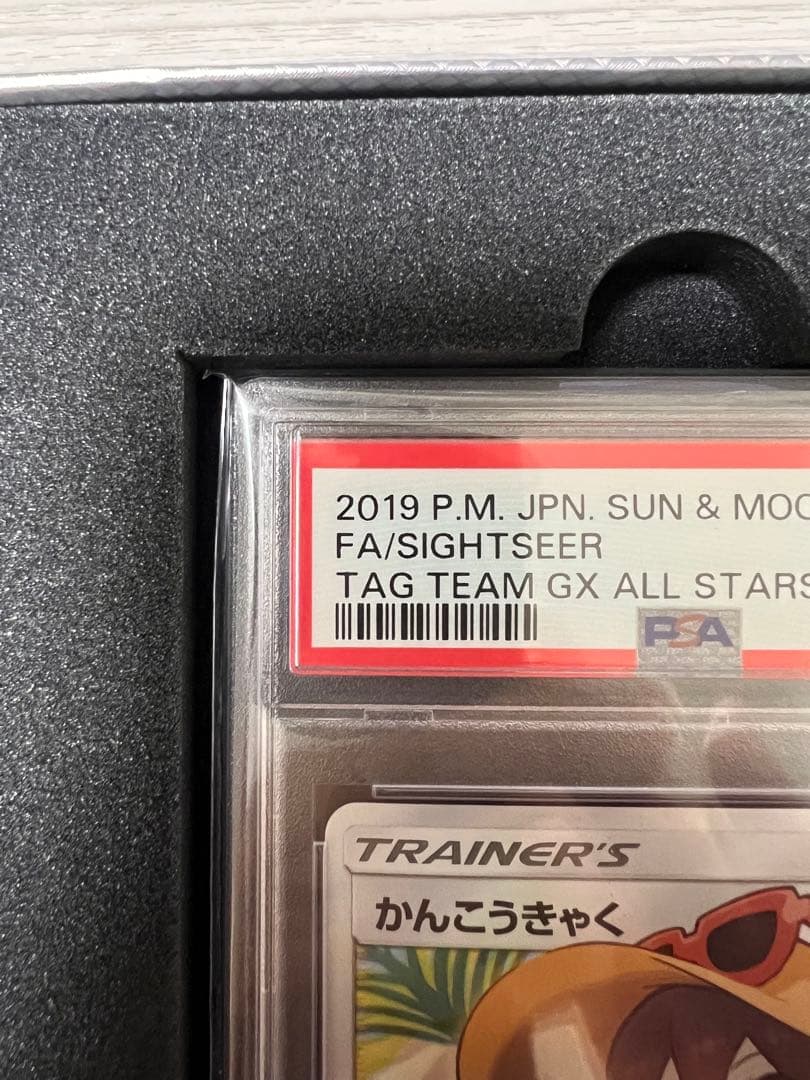 2019 P.M. JPN. SUN & MOO
FA/SIGHTSEER
TAG TEAM GX ALL STARS
PSA
TRAINER'S
かんこうきゃく